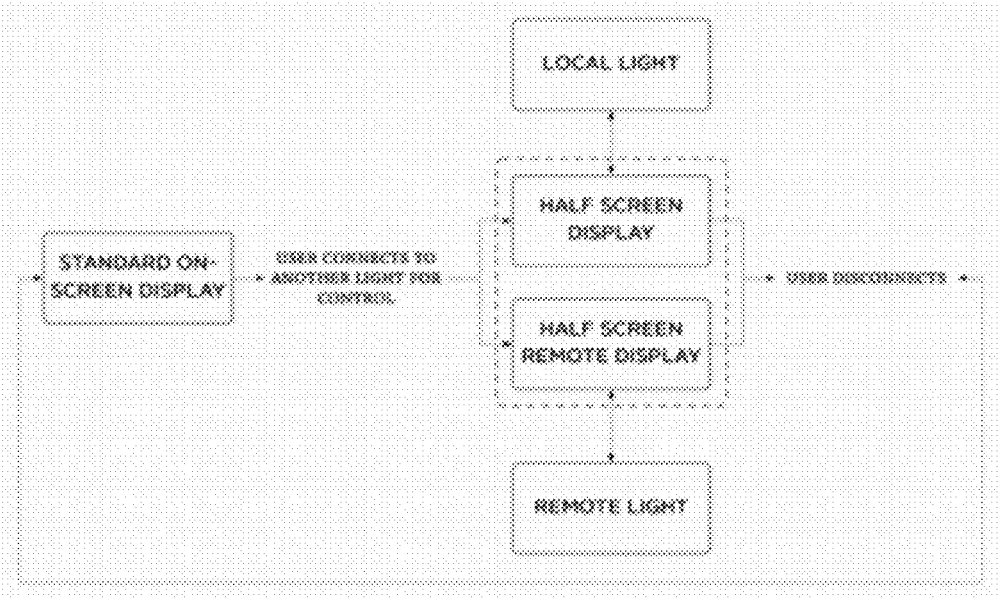 LOCAL LIGHT
HALF SCREEN
DISPLAY
STANDARD ON-
SCREEN DISPLAY
USER CONNECTS TO
ANOTHER LIGHT FOR
CONTROL
USER DISCONNECTS
HALF SCREEN
REMOTE DISPLAY
REMOTE LIGHT